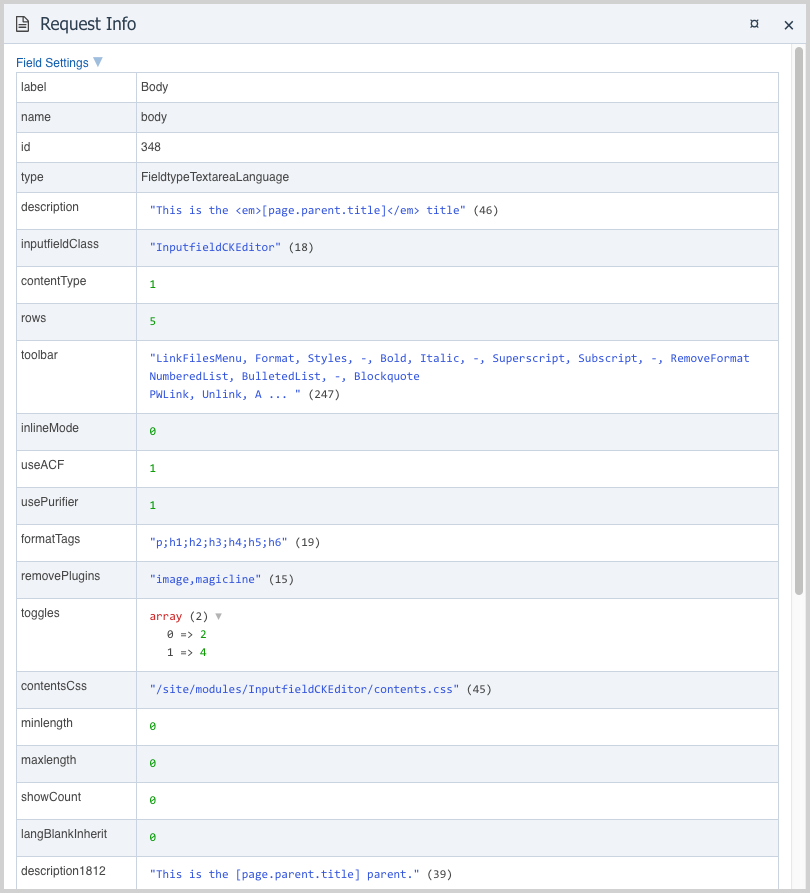 Request Info
Field Settings ▼
label Body
name body
id 348
type FieldtypeTextareaLanguage
description "This is the <em>[page.parent.title]</em> title" (46)
inputfieldClass "InputfieldCKEditor" (18)
contentType 1
rows 5
toolbar "LinkFilesMenu, Format, Styles, -, Bold, Italic, -, Superscript, Subscript, -, RemoveFormat
NumberedList, BulletedList, -, Blockquote
PWLink, Unlink, A ... " (247)
inlineMode 0
useACF 1
usePurifier 1
formatTags "p;h1;h2;h3;h4;h5;h6" (19)
removePlugins "image,magicline" (15)
toggles array (2) ▼
0 => 2
1 => 4
contentsCss "/site/modules/InputfieldCKEditor/contents.css" (45)
minlength 0
maxlength 0
showCount 0
langBlankInherit 0
description1812 "This is the [page.parent.title] parent." (39)